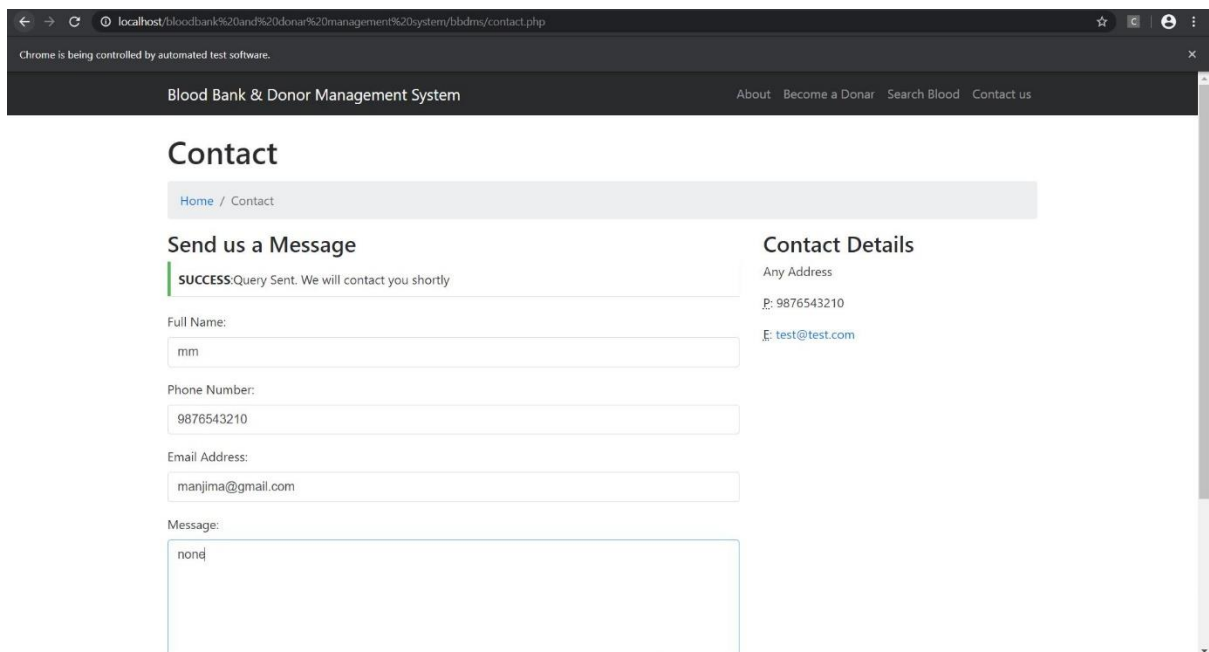 localhost/bloodbank%20and%20donar%20management%20system/bbdms/contact.php
C
Chrome is being controlled by automated test software.
Blood Bank & Donor Management System
About Become a Donar Search Blood Contact us
Contact
Home / Contact
Send us a Message
SUCCESS:Query Sent. We will contact you shortly
Full Name:
mm
Phone Number:
9876543210
Email Address:
manjima@gmail.com
Message:
none
Contact Details
Any Address
P: 9876543210
E: test@test.com